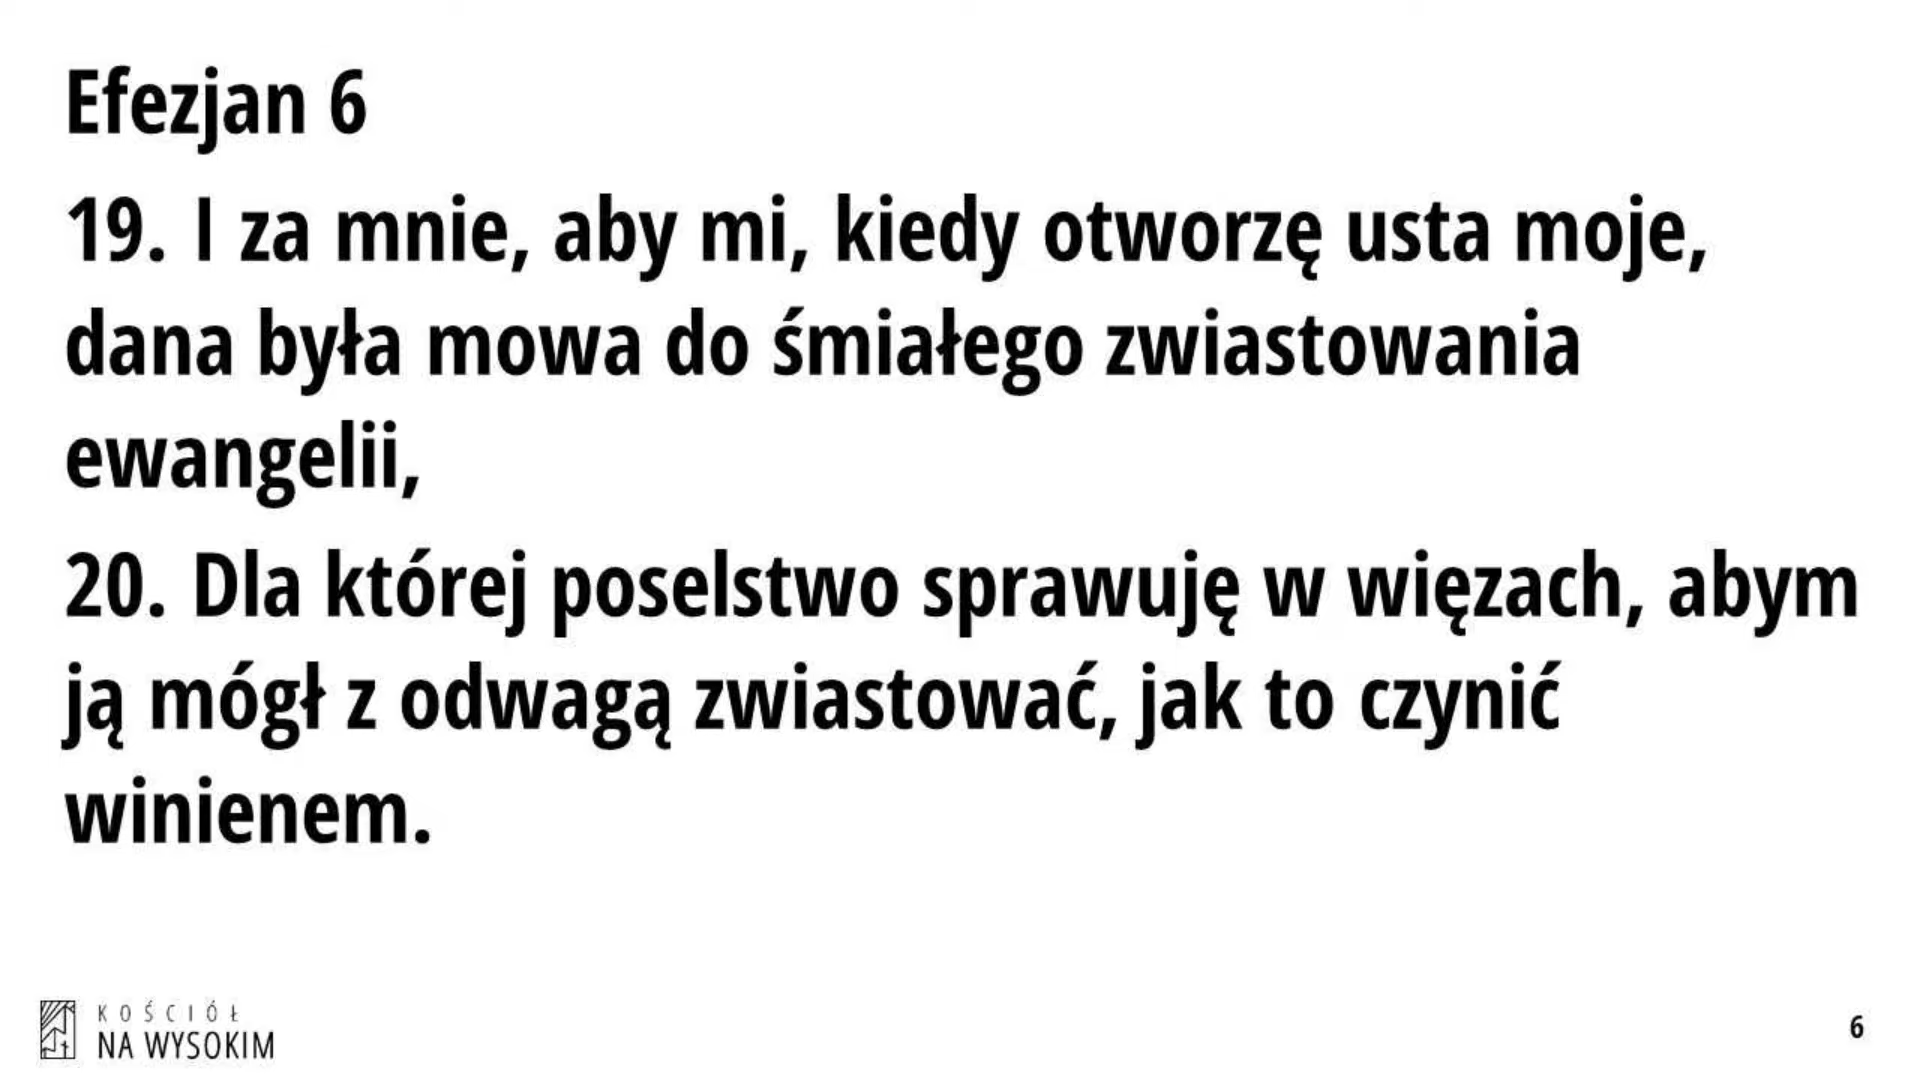 Efezjan 6
19. I za mnie, aby mi, kiedy otworzę usta moje,
dana była mowa do śmiałego zwiastowania
ewangelii,
20. Dla której poselstwo sprawuję w więzach, abym
ją mógł z odwagą zwiastować, jak to czynić
winienem.
KOŚCIÓŁ
NA WYSOKIM
6